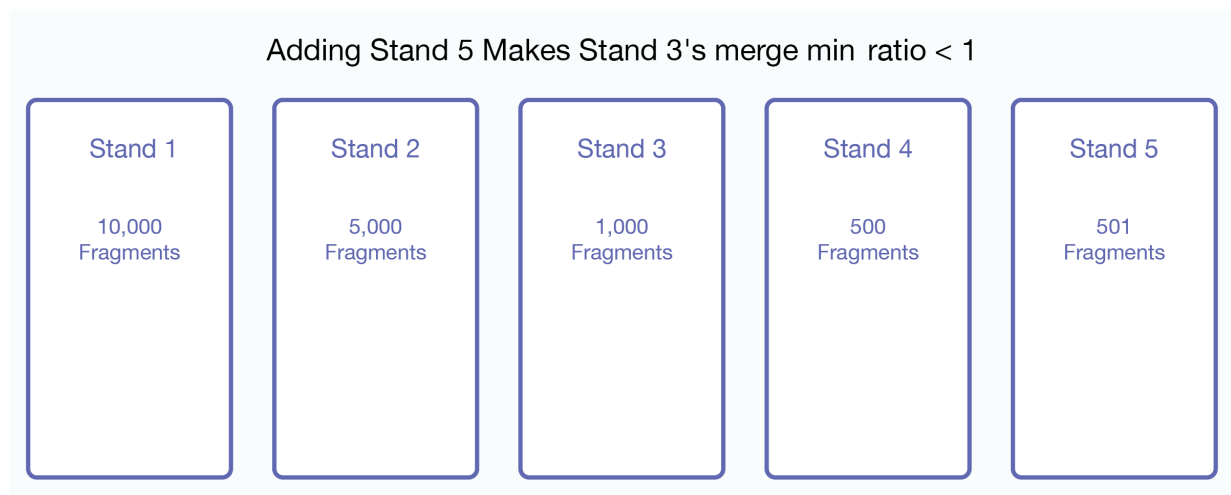 Adding Stand 5 Makes Stand 3's merge min ratio < 1
Stand 1
10,000
Fragments
Stand 2
5,000
Fragments
Stand 3
1,000
Fragments
Stand 4
500
Fragments
Stand 5
501
Fragments